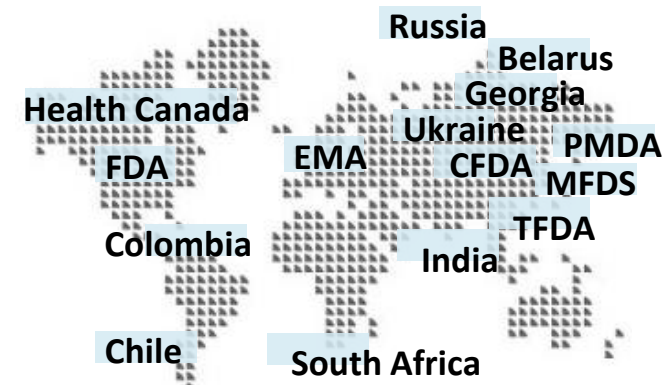 Russia
Belarus
Georgia
Health Canada
Ukraine
PMDA
EMA
CFDA
FDA
MFDS
TFDA
Colombia
India
Chile
South Africa